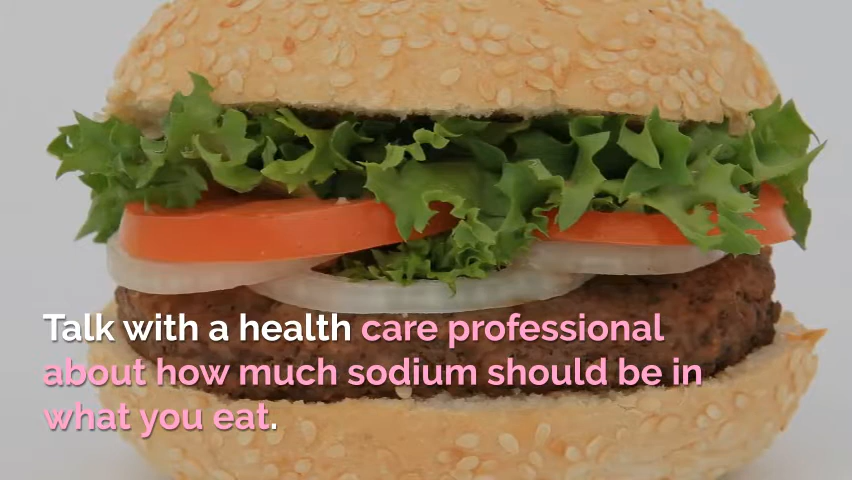 Talk with a health care professional
about how much sodium should be in
what you eat.